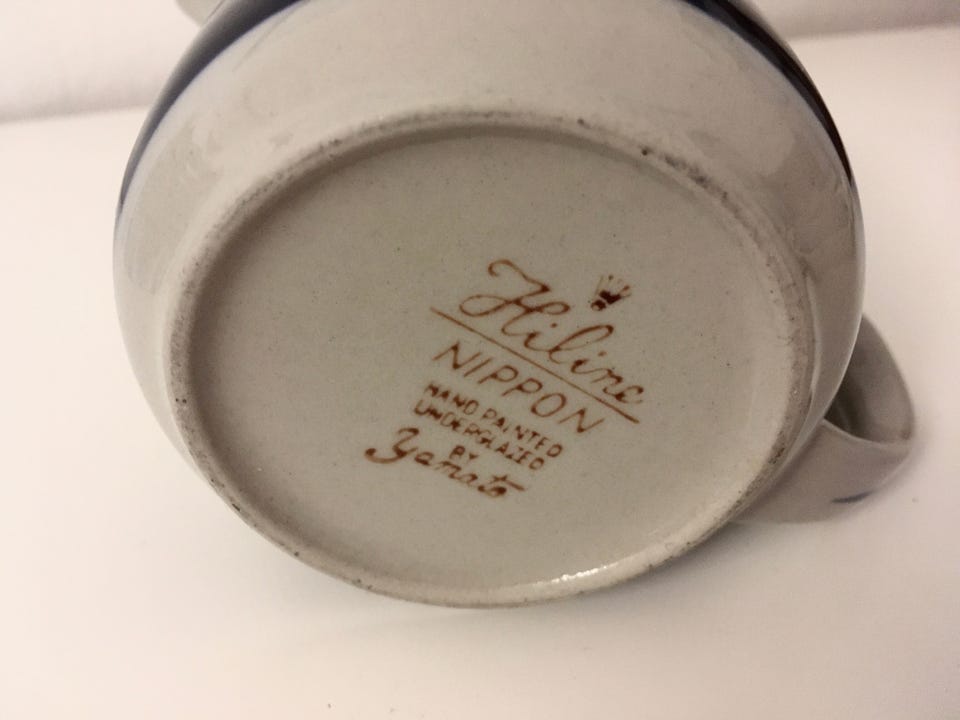 Hiline
NIPPON
HAND PAINTED
UNDERGLAZED
BY
Yamato